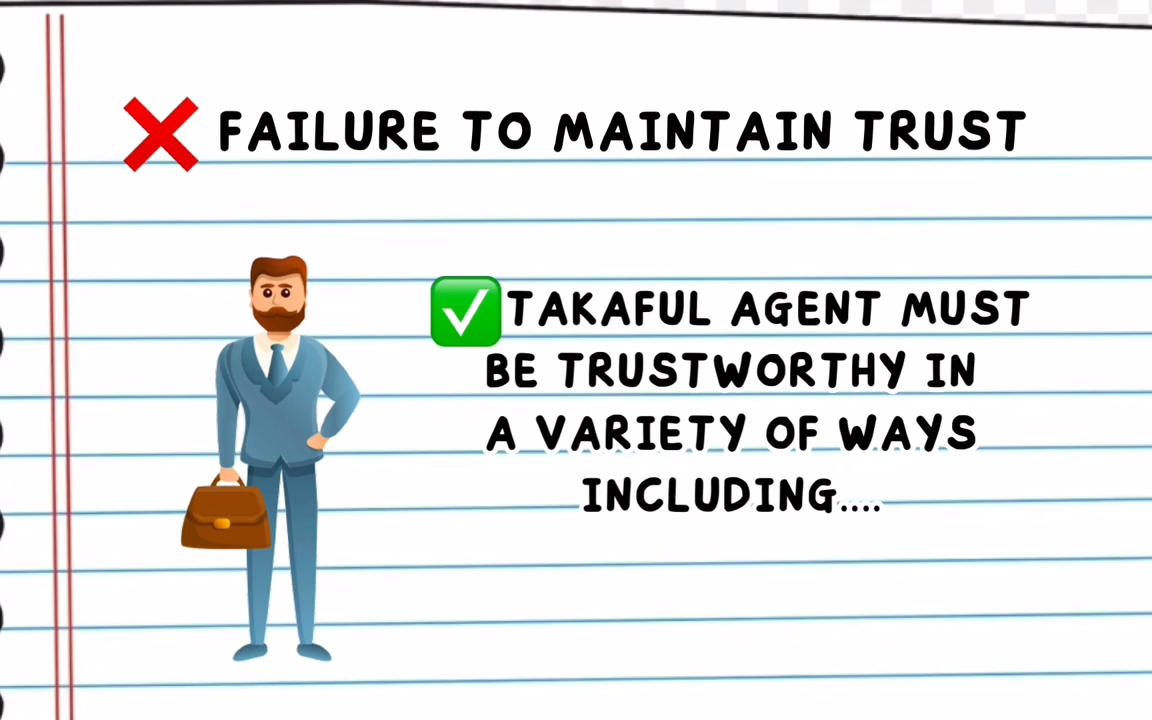 ❌ FAILURE TO MAINTAIN TRUST
✅ TAKAFUL AGENT MUST
BE TRUSTWORTHY IN
A VARIETY OF WAYS
INCLUDING....